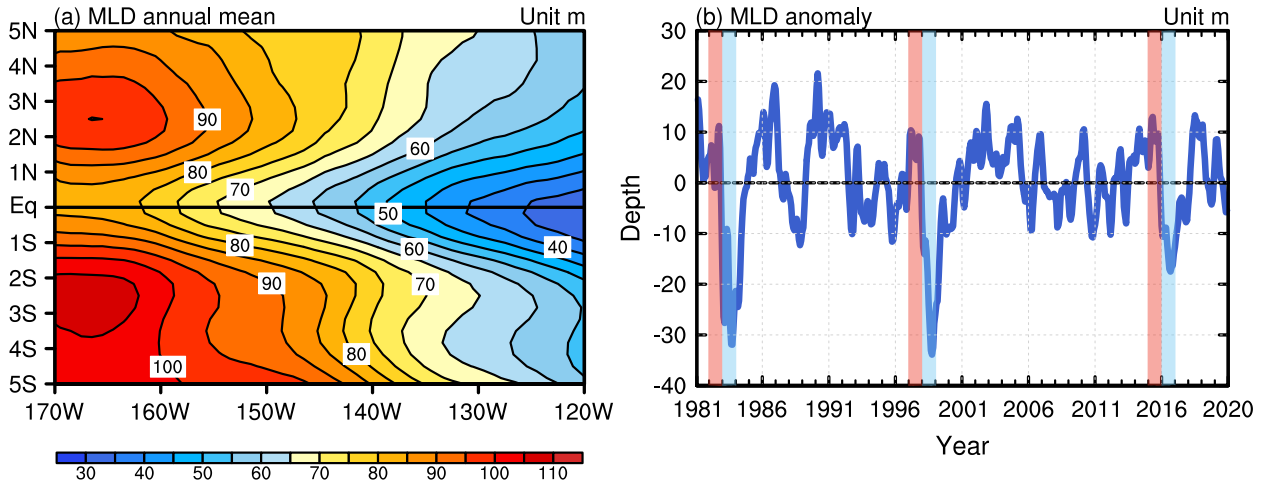 (a) MLD annual mean Unit m
5N
4N
3N
2N
1N
Eq
1S
2S
3S
4S
5S
90
60
80
70
50
40
80
60
90
70
80
100
170W 160W 150W 140W 130W 120W
30 40 50 60 70 80 90 100 110
(b) MLD anomaly Unit m
30
20
10
0
-10
-20
-30
-40
Depth
1981 1986 1991 1996 2001 2006 2011 2016 2020
Year